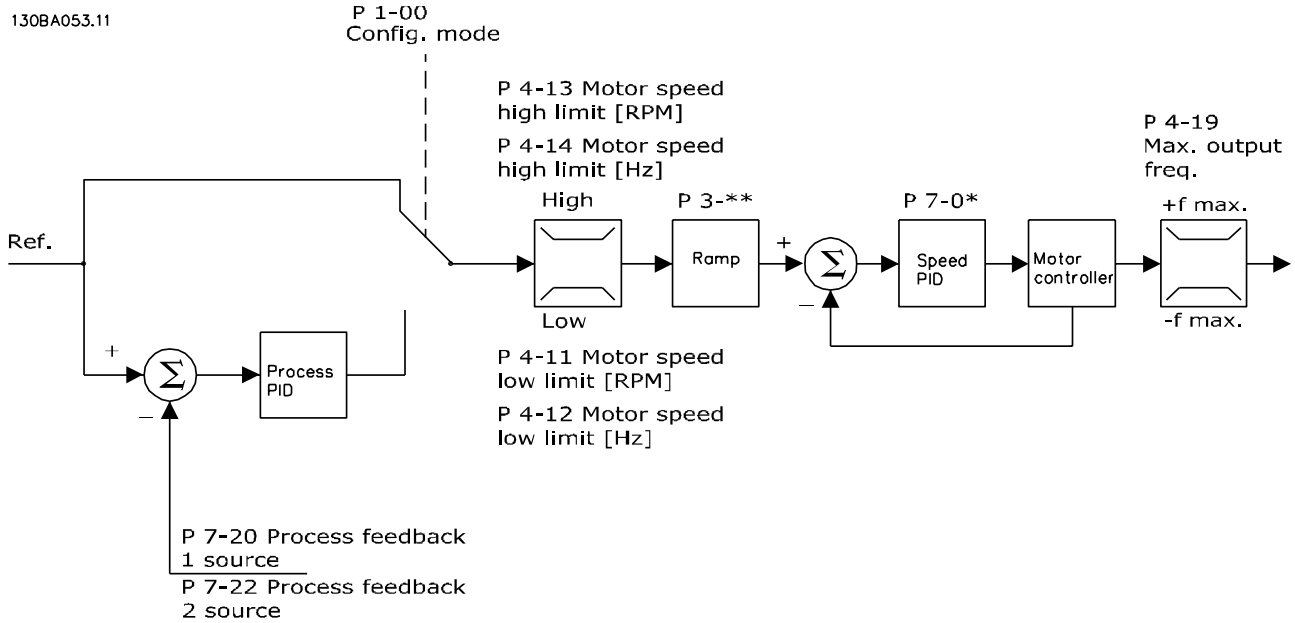 130BA053.11
P 1-00
Config. mode
P 4-13 Motor speed
high limit [RPM]
P 4-14 Motor speed
high limit [Hz]
P 4-19
Max. output
freq.
High
P 3-**
P 7-0*
+f max.
Ref.
+
Ramp
Σ
Speed
PID
Motor
controller
–
Low
-f max.
+
Σ
Process
PID
–
P 4-11 Motor speed
low limit [RPM]
P 4-12 Motor speed
low limit [Hz]
P 7-20 Process feedback
1 source
P 7-22 Process feedback
2 source